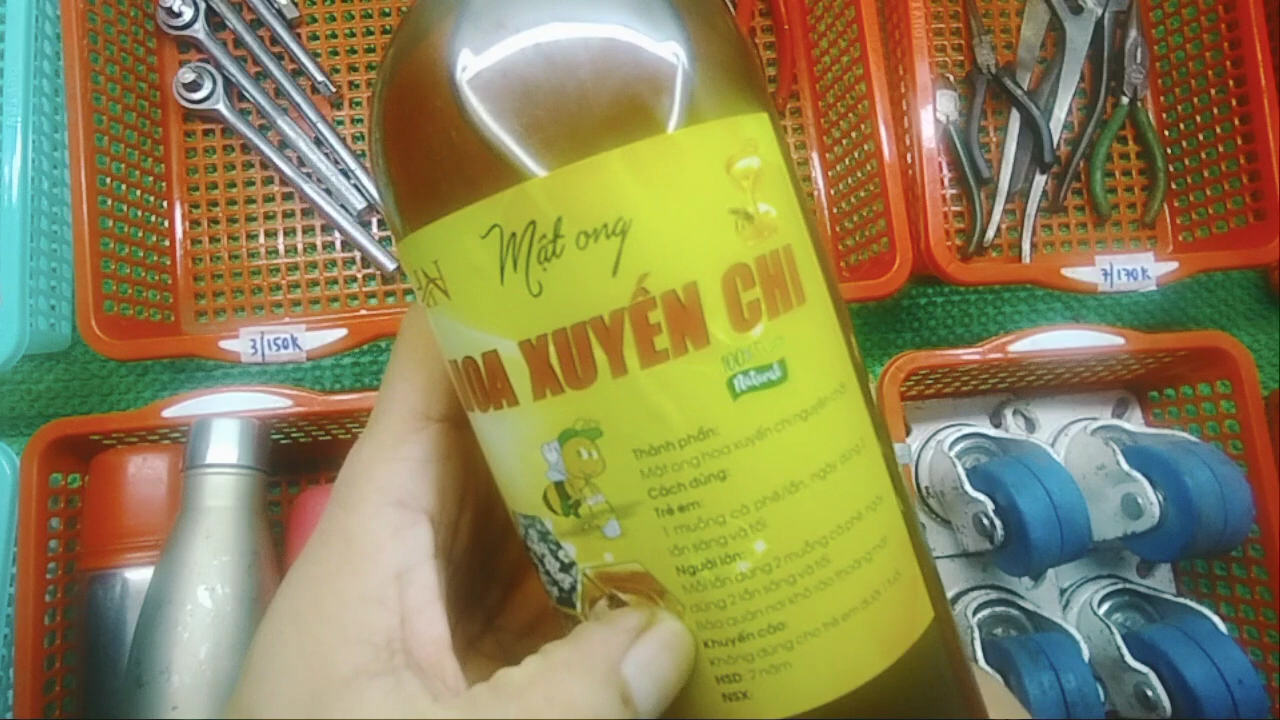 Mật ong
HOA XUYẾN CHI
100%
Natural
Thành phần:
Mật ong hoa xuyến chi nguyên chất
Cách dùng:
Trẻ em:
1 muỗng cà phê/lần, ngày dùng 2
lần sáng và tối
Người lớn:
Mỗi lần dùng 2 muỗng cà phê, ngày
dùng 2 lần sáng và tối
Bảo quản nơi khô ráo thoáng mát
Khuyến cáo:
Không dùng cho trẻ em dưới 1 tuổi
HSD: 2 năm
NSX:
3/150K
7/170K